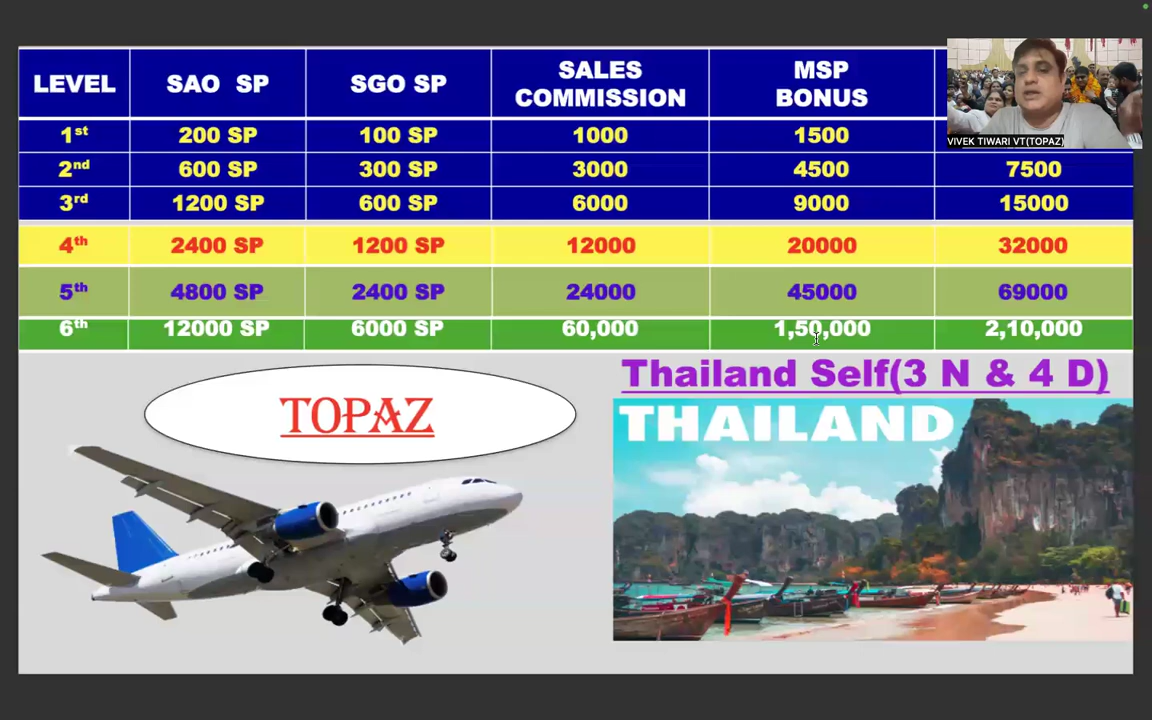 LEVEL SAO SP SGO SP SALES COMMISSION MSP BONUS
1st 200 SP 100 SP 1000 1500
2nd 600 SP 300 SP 3000 4500 7500
3rd 1200 SP 600 SP 6000 9000 15000
4th 2400 SP 1200 SP 12000 20000 32000
5th 4800 SP 2400 SP 24000 45000 69000
6th 12000 SP 6000 SP 60,000 1,50,000 2,10,000
VIVEK TIWARI VT(TOPAZ)
Thailand Self(3 N & 4 D)
TOPAZ
THAILAND